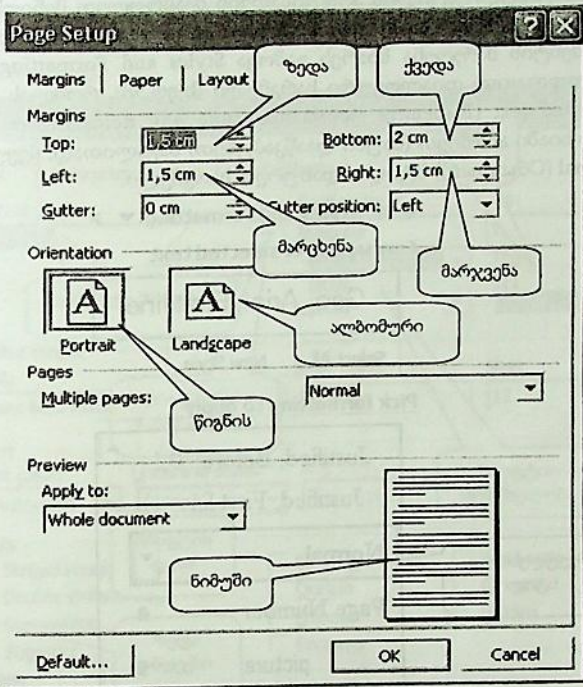 Page Setup
ზედა ქვედა
Margins Paper Layout
Margins
Top: 1,5 cm Bottom: 2 cm
Left: 1,5 cm Right: 1,5 cm
Gutter: 0 cm Gutter position: Left
მარცხენა
მარჯვენა
Orientation
ალბომური
Portrait Landscape
Pages
Multiple pages: Normal
წიგნის
Preview
Apply to:
Whole document
ნიმუში
Default... OK Cancel